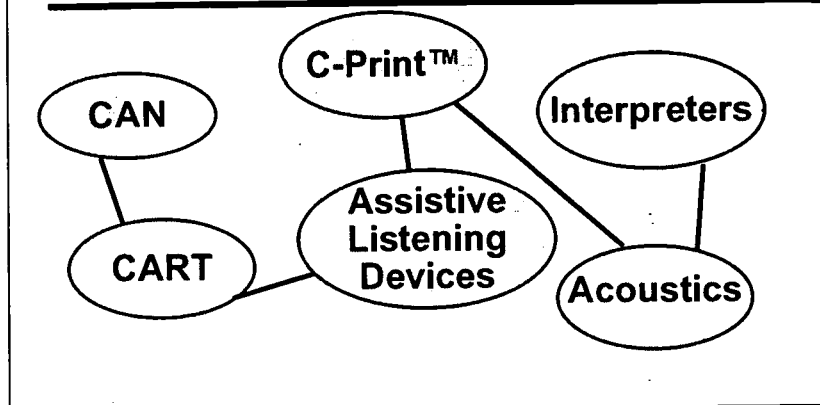 C-Print™
CAN
Interpreters
Assistive
Listening
Devices
CART
Acoustics